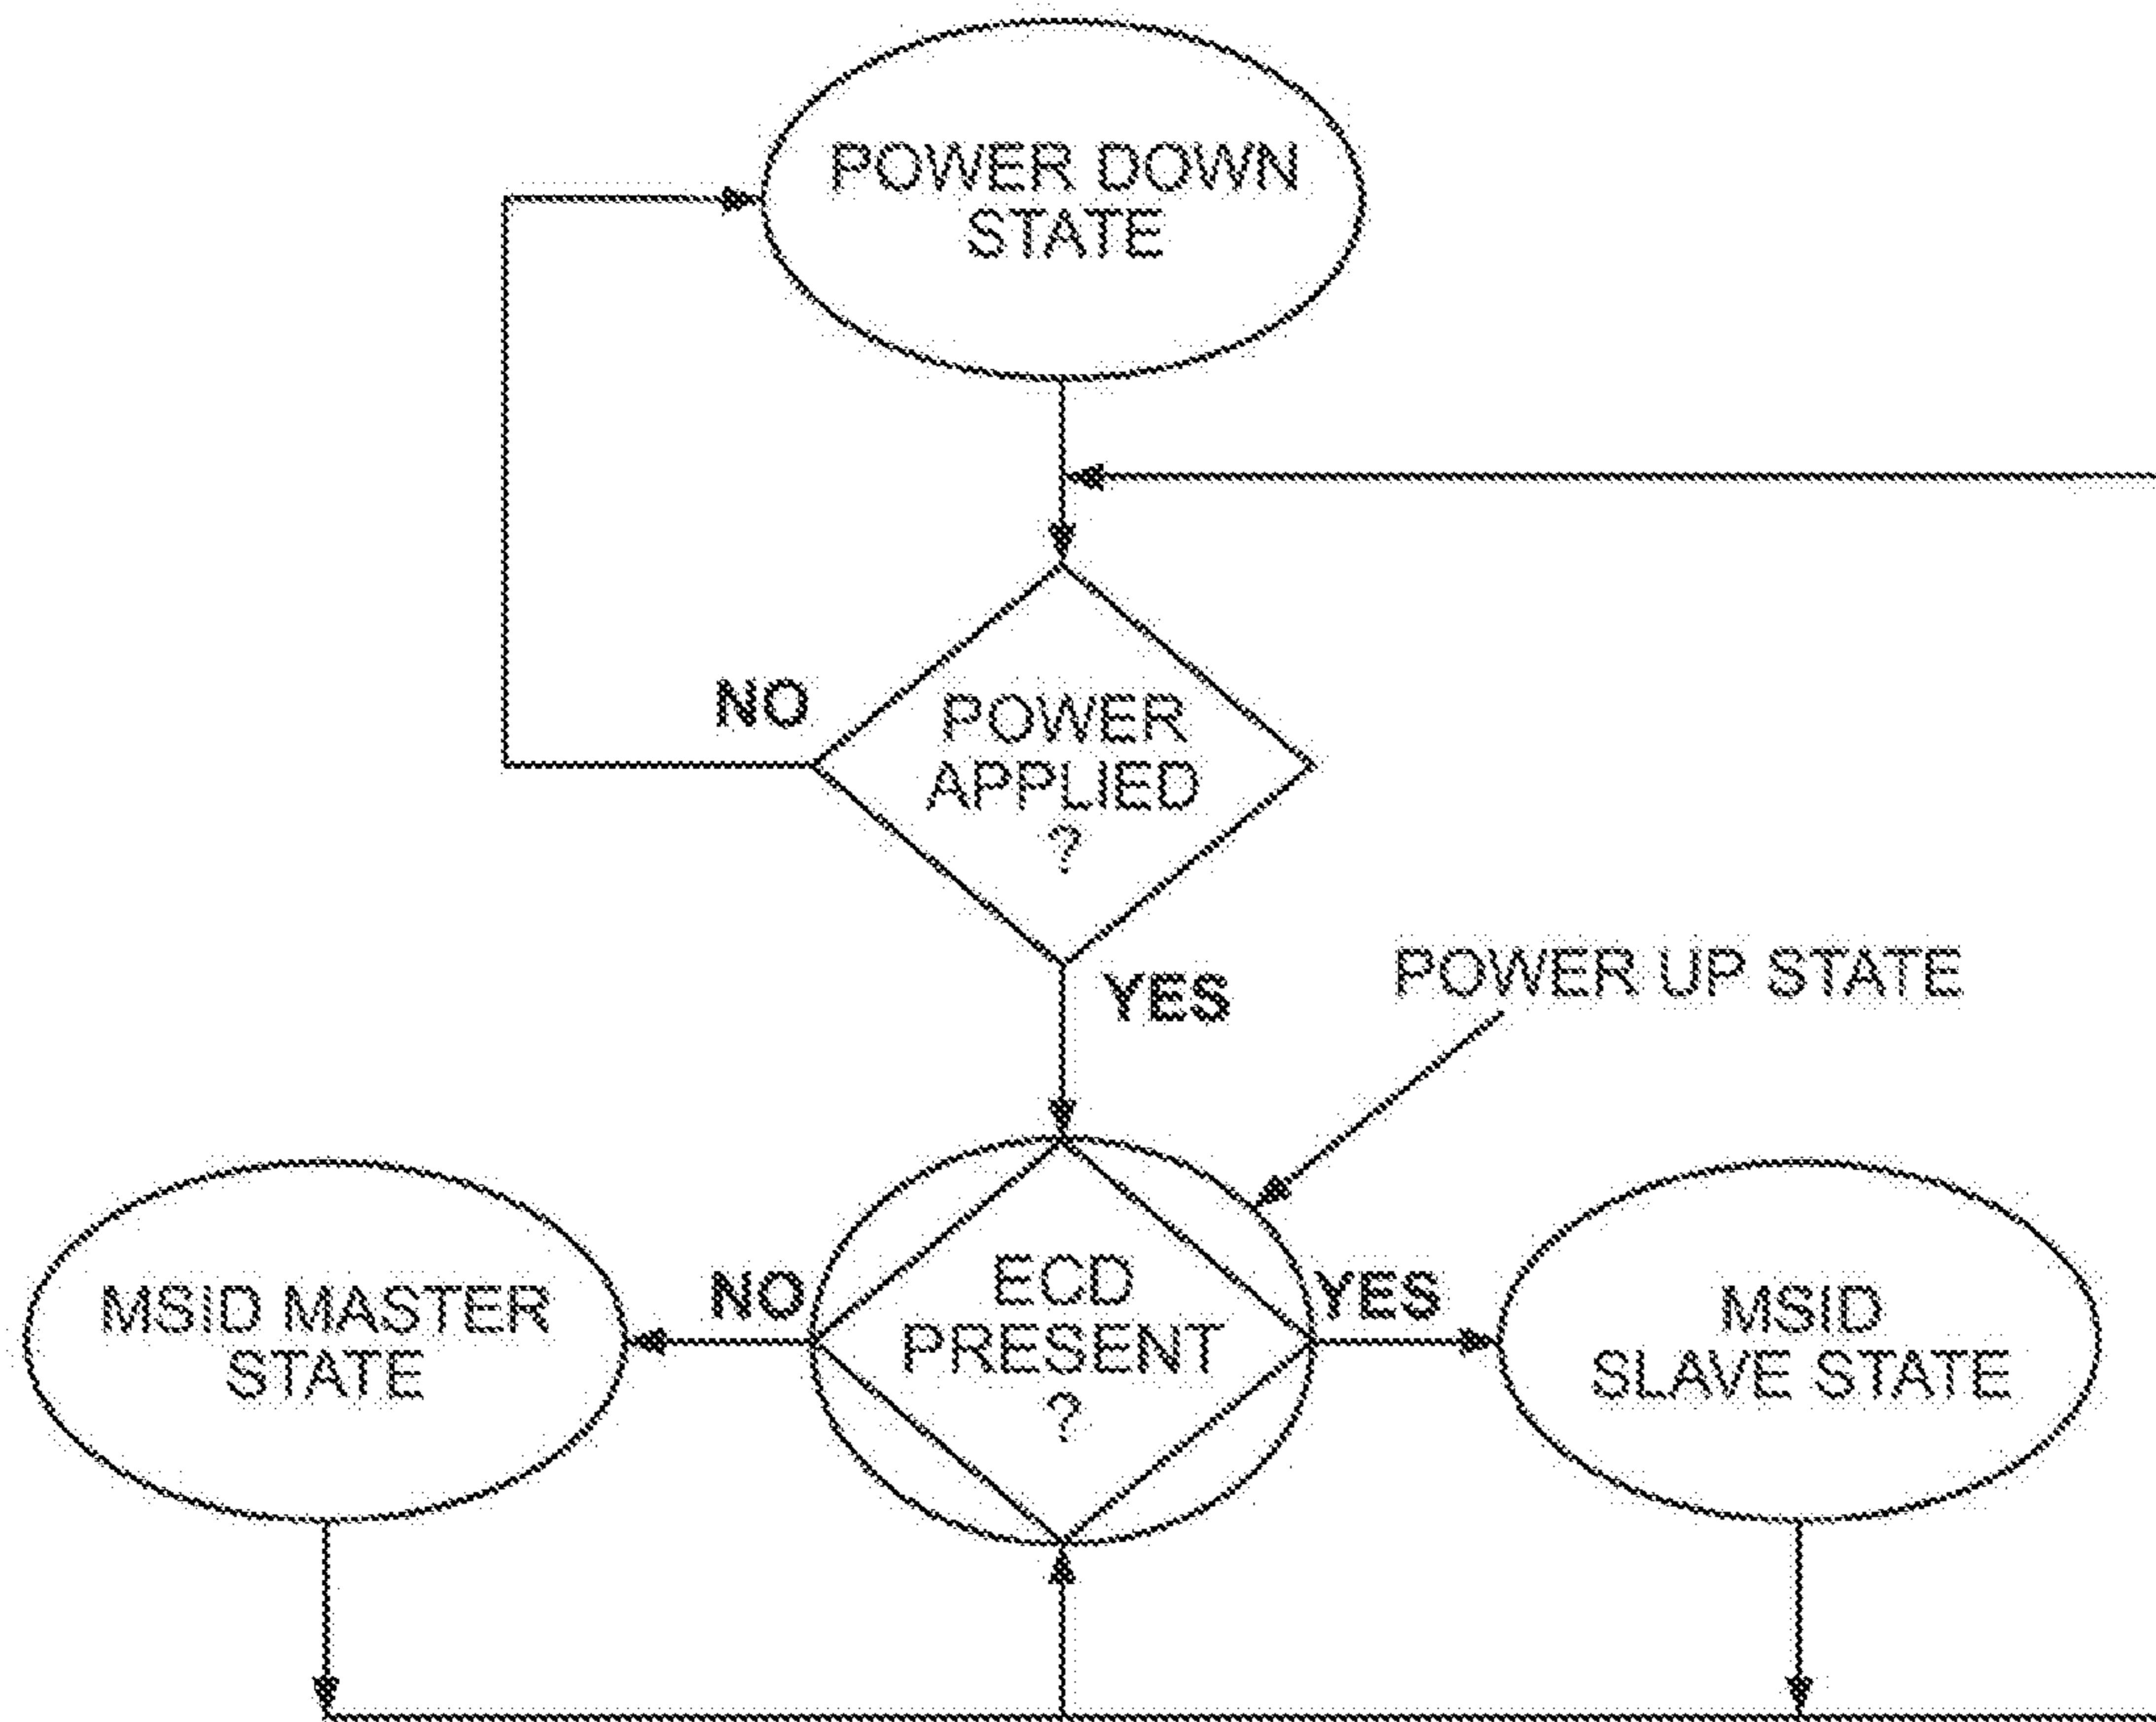 POWER DOWN
STATE
NO
POWER
APPLIED
?
YES
POWER UP STATE
MSID MASTER
STATE
NO
ECD
PRESENT
?
YES
MSID
SLAVE STATE